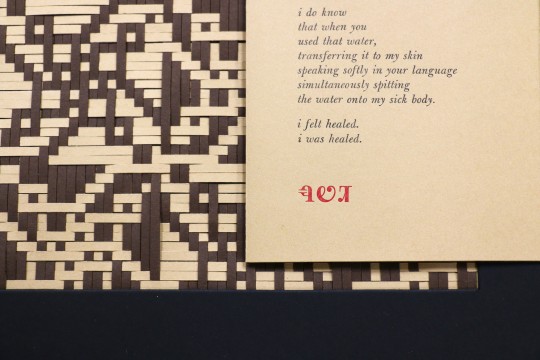 i do know
that when you
used that water,
transferring it to my skin
speaking softly in your language
simultaneously spitting
the water onto my sick body.
i felt healed.
i was healed.